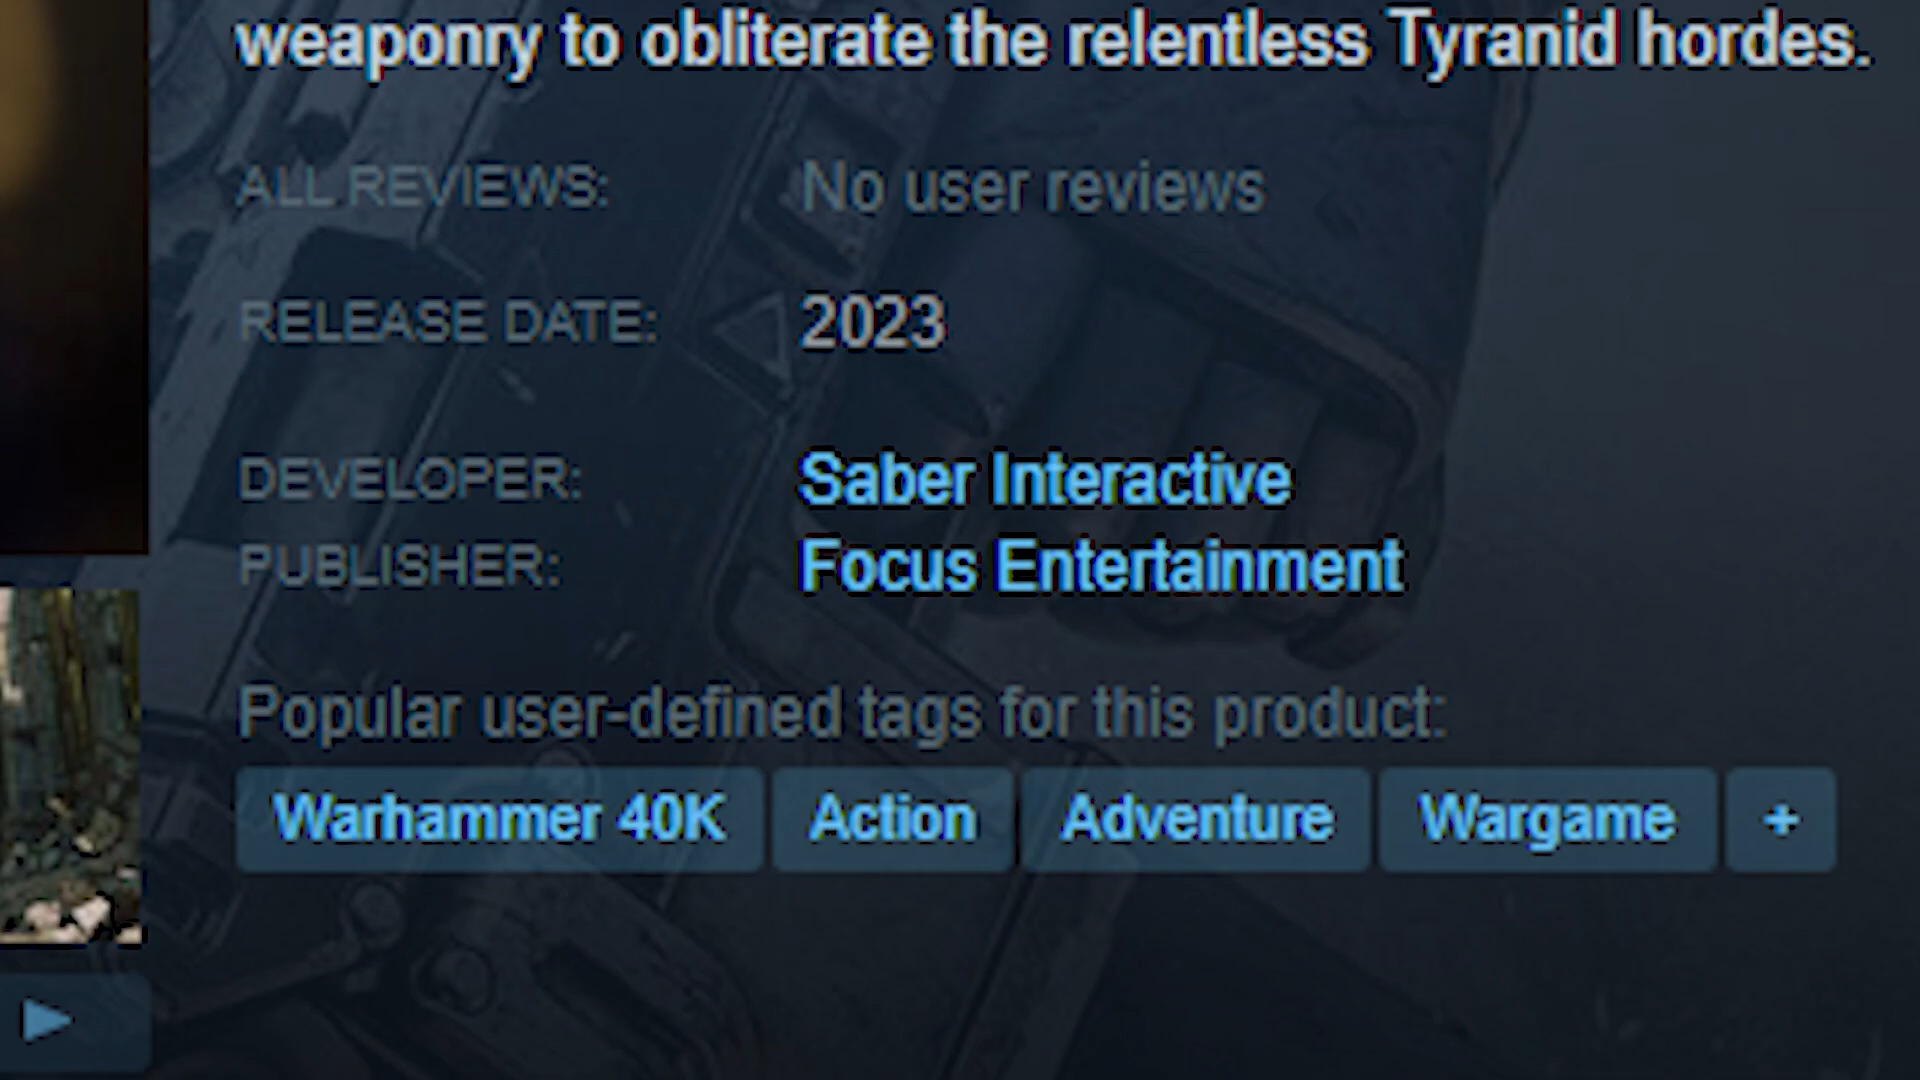 weaponry to obliterate the relentless Tyranid hordes.
ALL REVIEWS: No user reviews
RELEASE DATE: 2023
DEVELOPER: Saber Interactive
PUBLISHER: Focus Entertainment
Popular user-defined tags for this product:
Warhammer 40K Action Adventure Wargame +